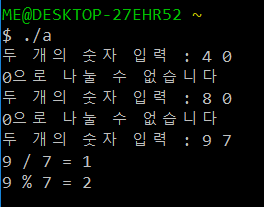 ME@DESKTOP-27EHR52 ~
$ ./a
두 개의 숫자 입력 : 4 0
0으로 나눌 수 없습니다
두 개의 숫자 입력 : 8 0
0으로 나눌 수 없습니다
두 개의 숫자 입력 : 9 7
9 / 7 = 1
9 % 7 = 2